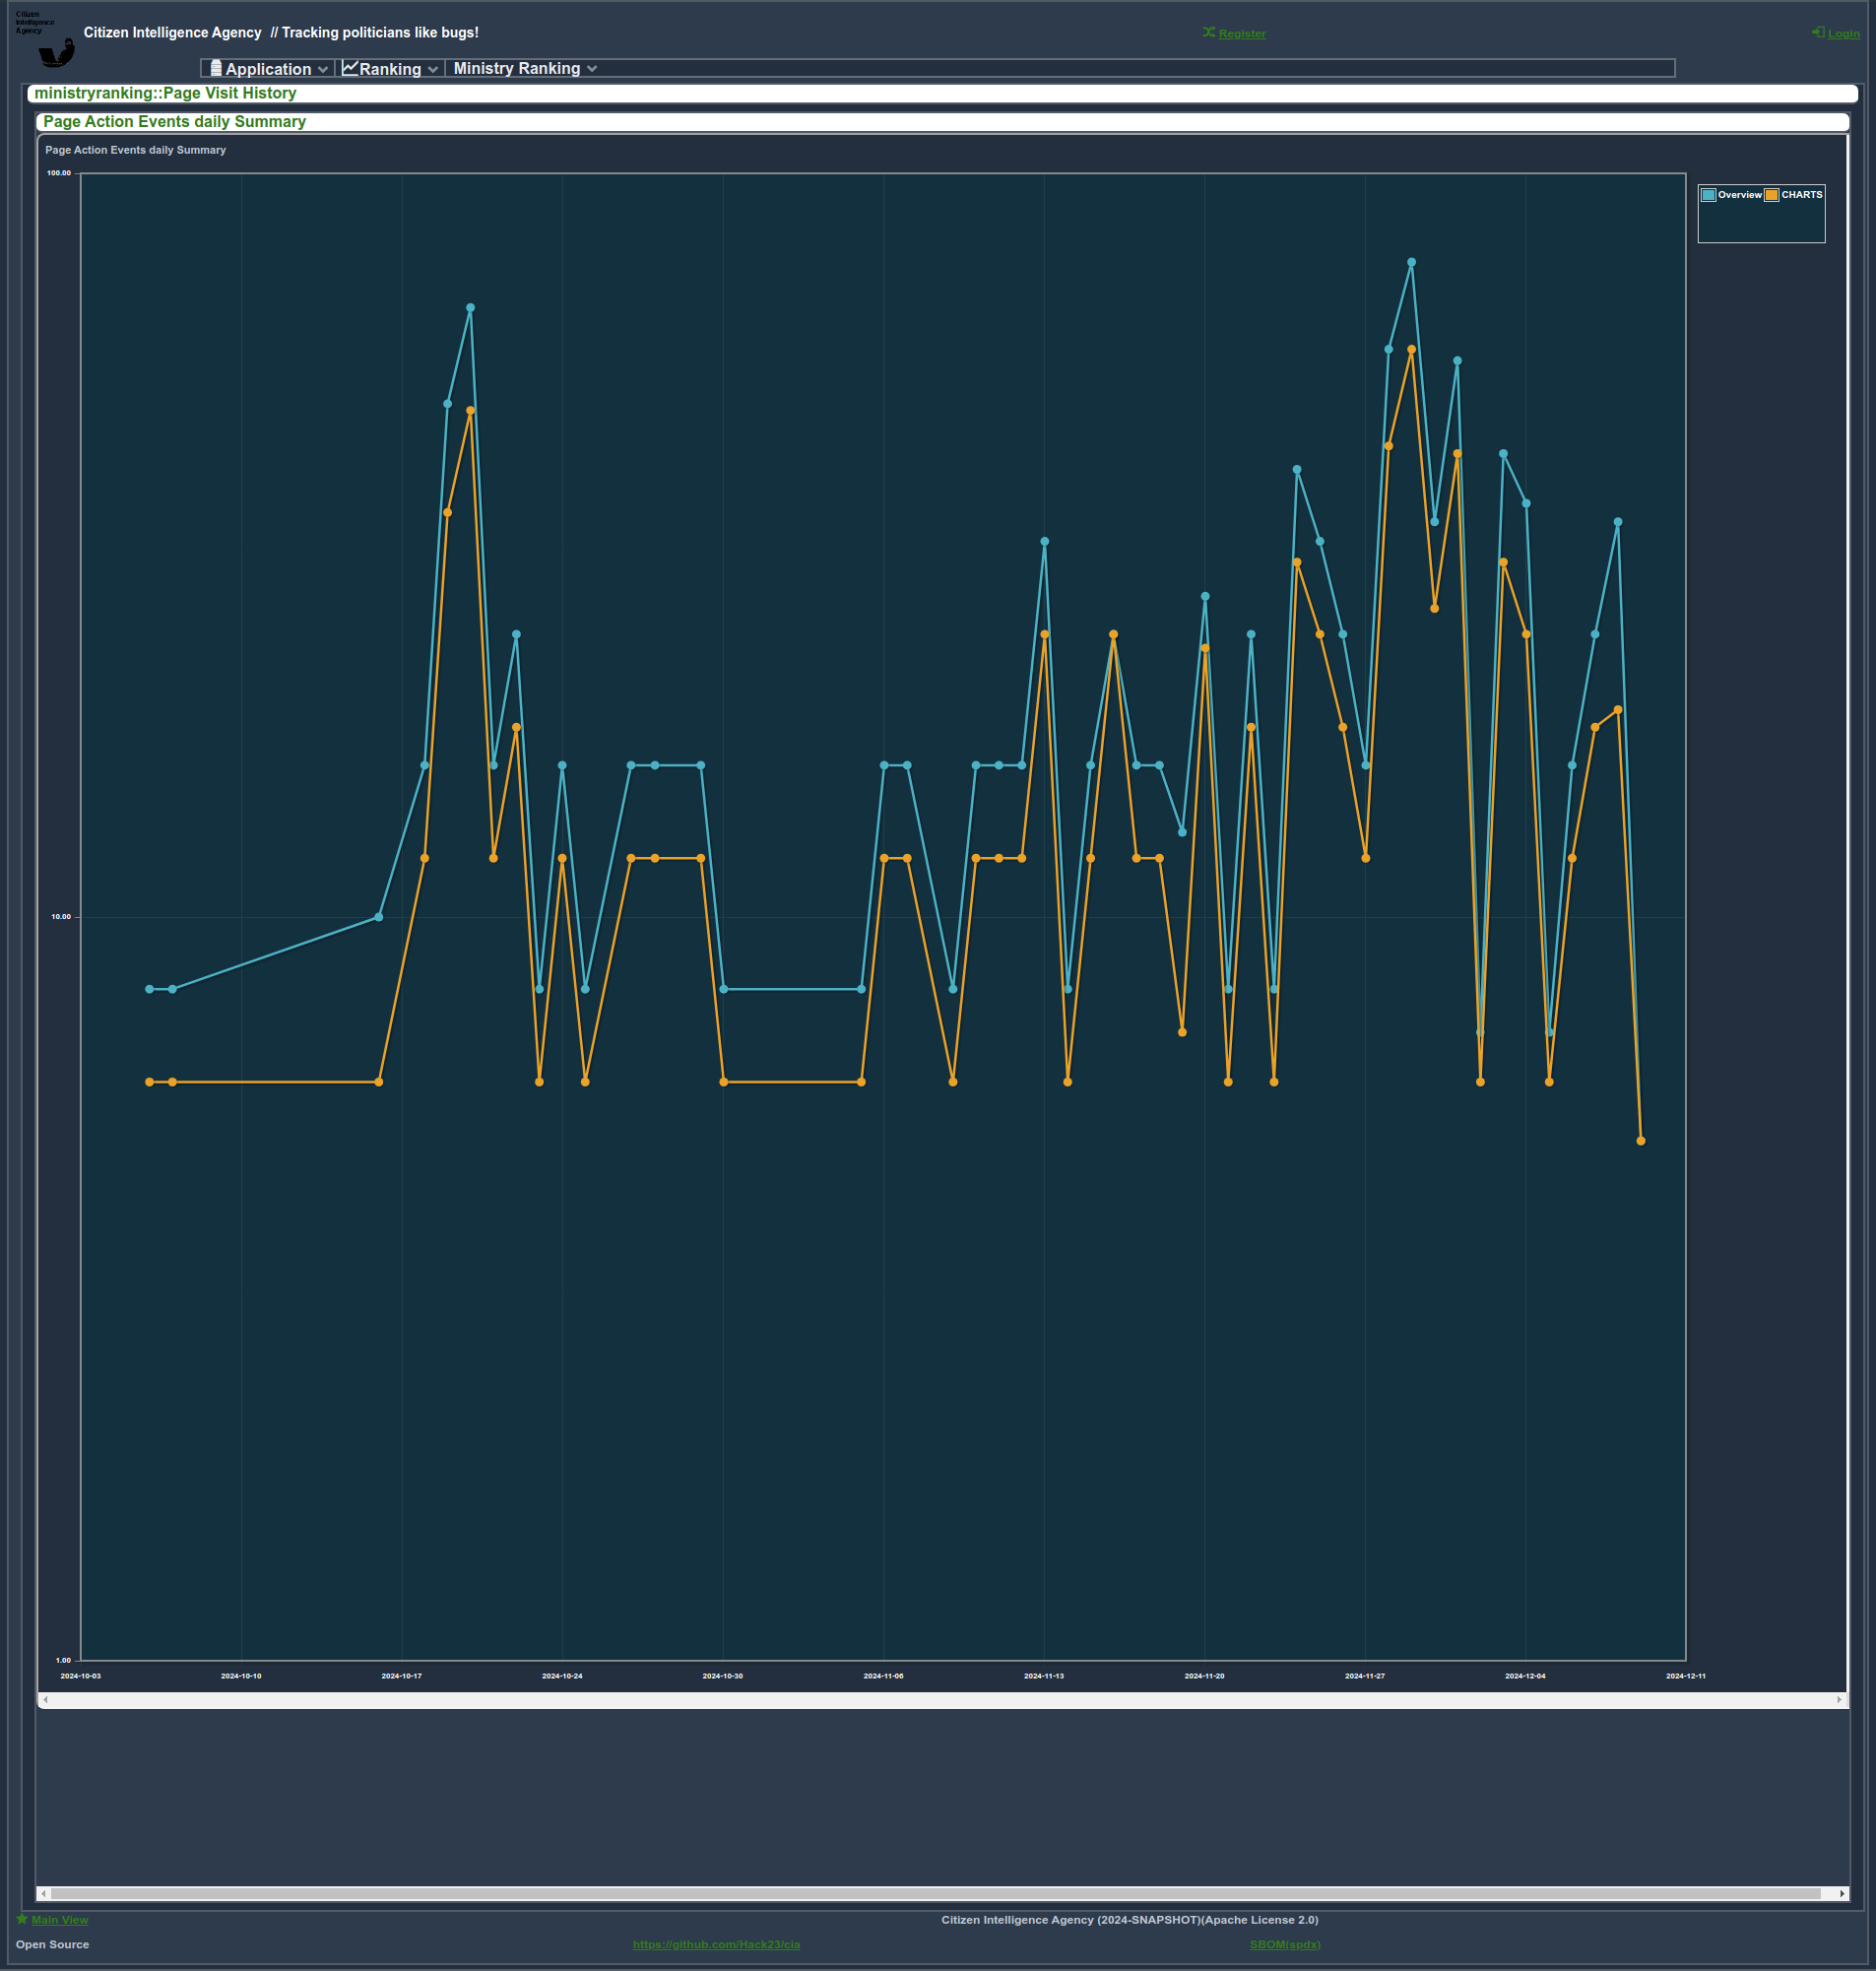 Citizen
Intelligence
Agency
Citizen Intelligence Agency // Tracking politicians like bugs!
Register
Login
Application
Ranking
Ministry Ranking
ministryranking::Page Visit History
Page Action Events daily Summary
Page Action Events daily Summary
100.00
Overview CHARTS
10.00
1.00
2024-10-03 2024-10-10 2024-10-17 2024-10-24 2024-10-30 2024-11-06 2024-11-13 2024-11-20 2024-11-27 2024-12-04 2024-12-11
Main View
Citizen Intelligence Agency (2024-SNAPSHOT)(Apache License 2.0)
Open Source
https://github.com/Hack23/cia
SBOM(spdx)